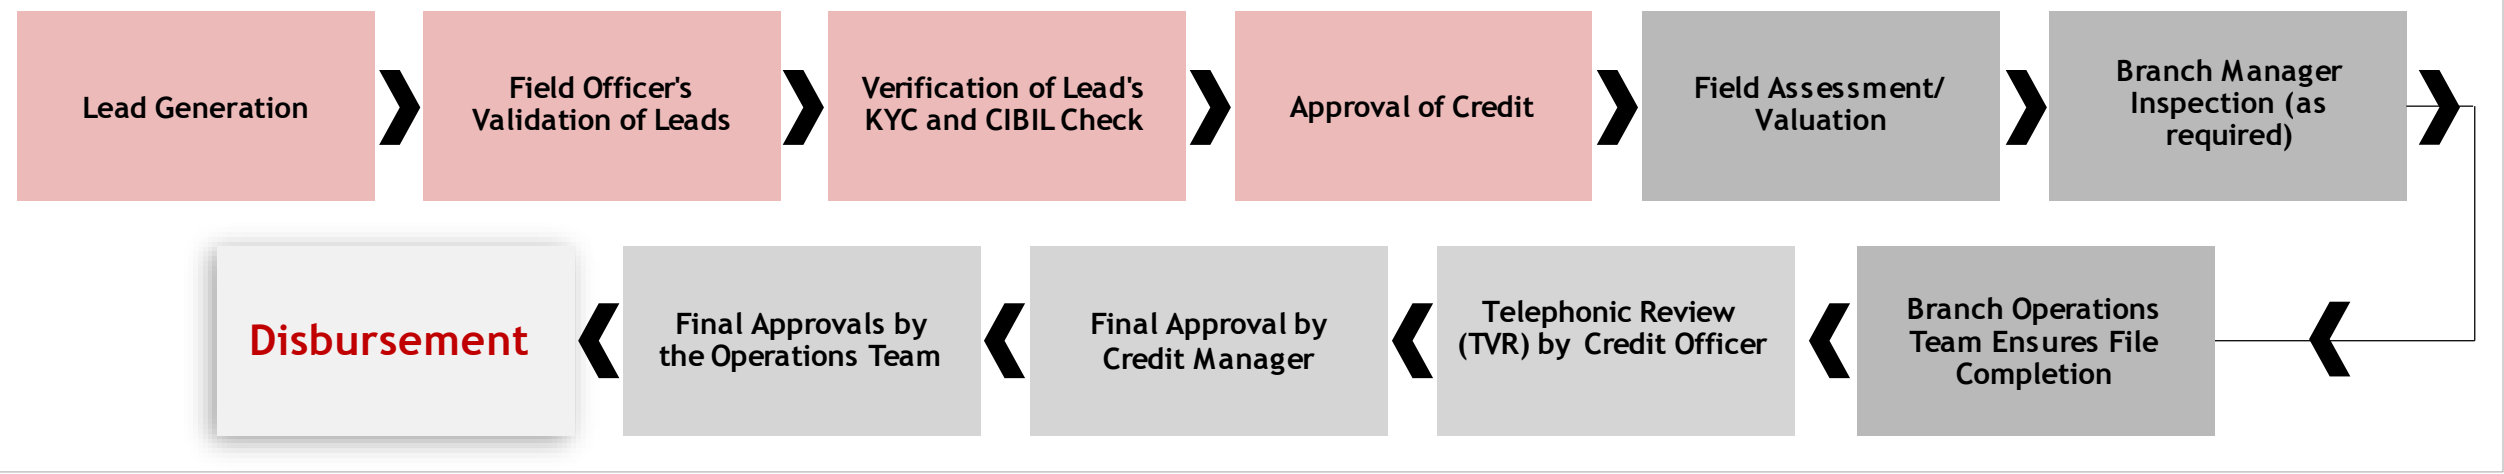 Lead Generation
Field Officer's
Validation of Leads
Verification of Lead's
KYC and CIBIL Check
Approval of Credit
Field Assessment/
Valuation
Branch Manager
Inspection (as
required)
Branch Operations
Team Ensures File
Completion
Telephonic Review
(TVR) by Credit Officer
Final Approval by
Credit Manager
Final Approvals by
the Operations Team
Disbursement